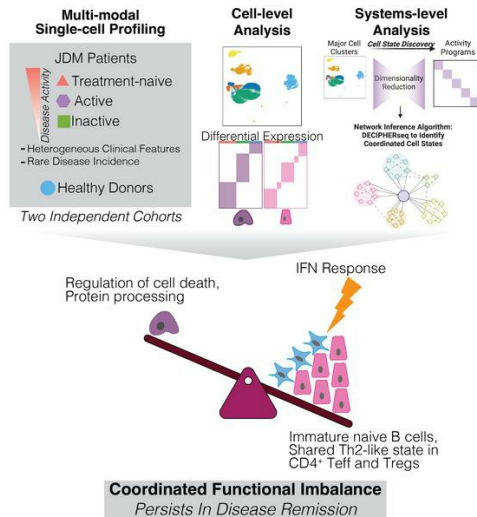 Multi-modal
Single-cell Profiling
JDM Patients
Disease Activity
Treatment-naive
Active
Inactive
- Heterogeneous Clinical Features
- Rare Disease Incidence
Healthy Donors
Two Independent Cohorts
Cell-level
Analysis
Differential Expression
Systems-level
Analysis
Major Cell
Clusters
Cell State Discovery
Activity
Programs
Dimensionality
Reduction
Network Inference Algorithm:
DECIPHERseq to Identify
Coordinated Cell States
Regulation of cell death,
Protein processing
IFN Response
Immature naive B cells,
Shared Th2-like state in
CD4⁺ Teff and Tregs
Coordinated Functional Imbalance
Persists In Disease Remission